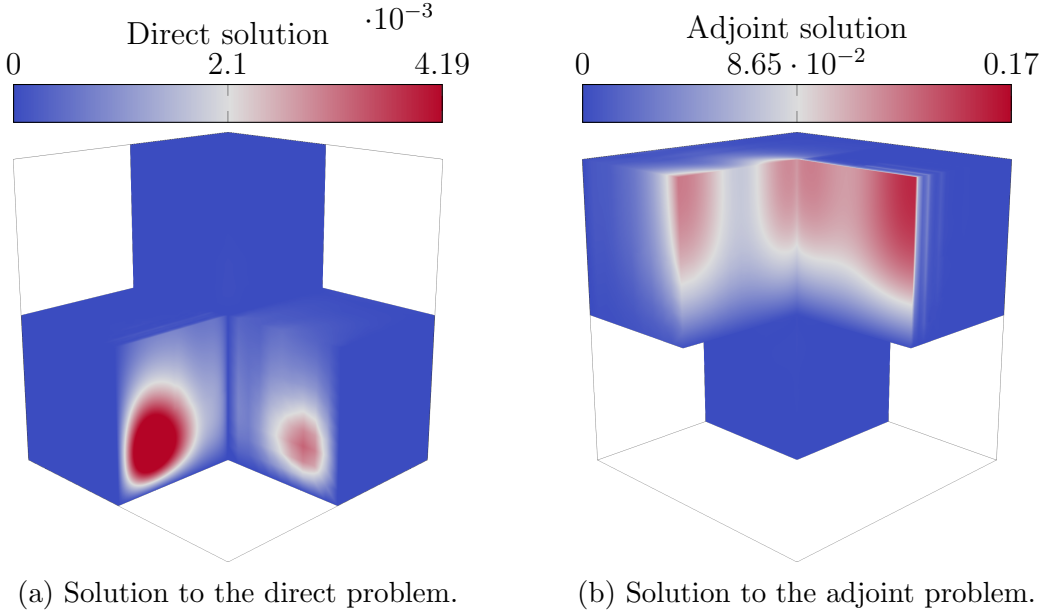 ·10⁻³
Direct solution
0 2.1 4.19
Adjoint solution
0 8.65 · 10⁻² 0.17
(a) Solution to the direct problem.
(b) Solution to the adjoint problem.